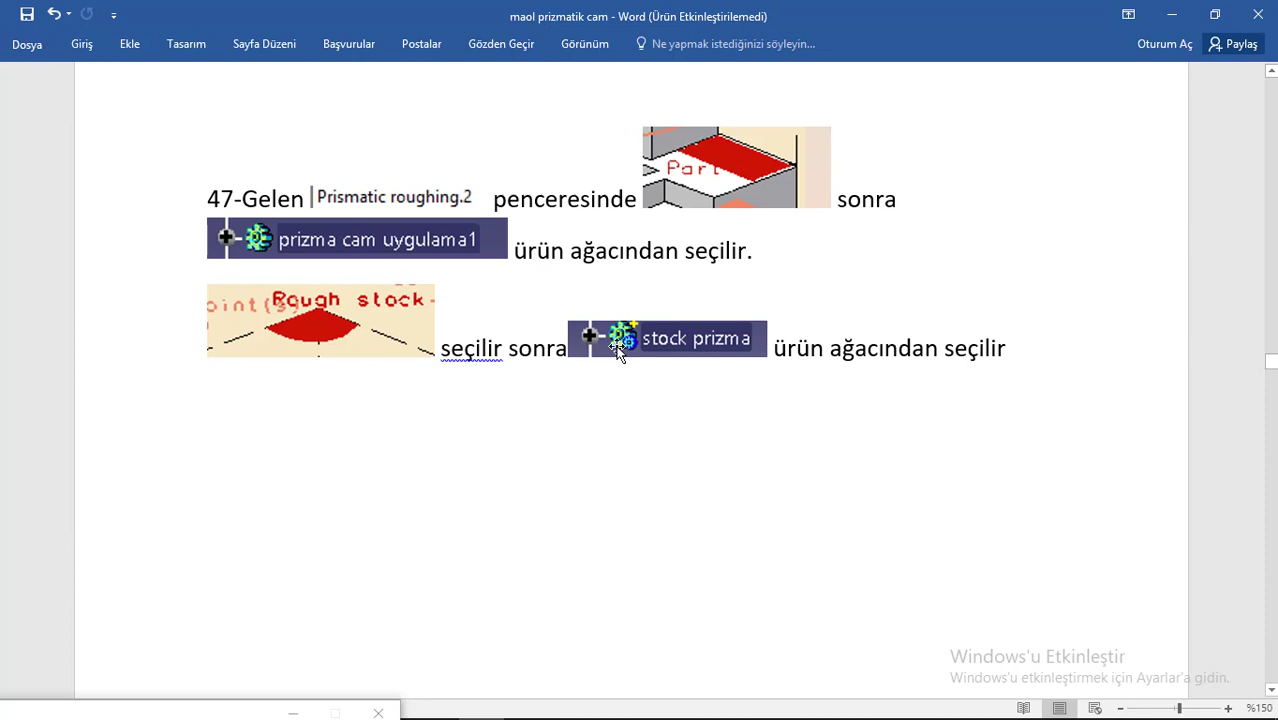 maol prizmatik cam - Word (Ürün Etkinleştirilemedi)
Dosya Giriş Ekle Tasarım Sayfa Düzeni Başvurular Postalar Gözden Geçir Görünüm Ne yapmak istediğinizi söyleyin... Oturum Aç Paylaş
Part
47-Gelen Prismatic roughing.2 penceresinde sonra
prizma cam uygulama1 ürün ağacından seçilir.
Rough stock
oint(s)
seçilir sonra stock prizma ürün ağacından seçilir
Windows'u Etkinleştir
Windows'u etkinleştirmek için Ayarlar'a gidin.
%150